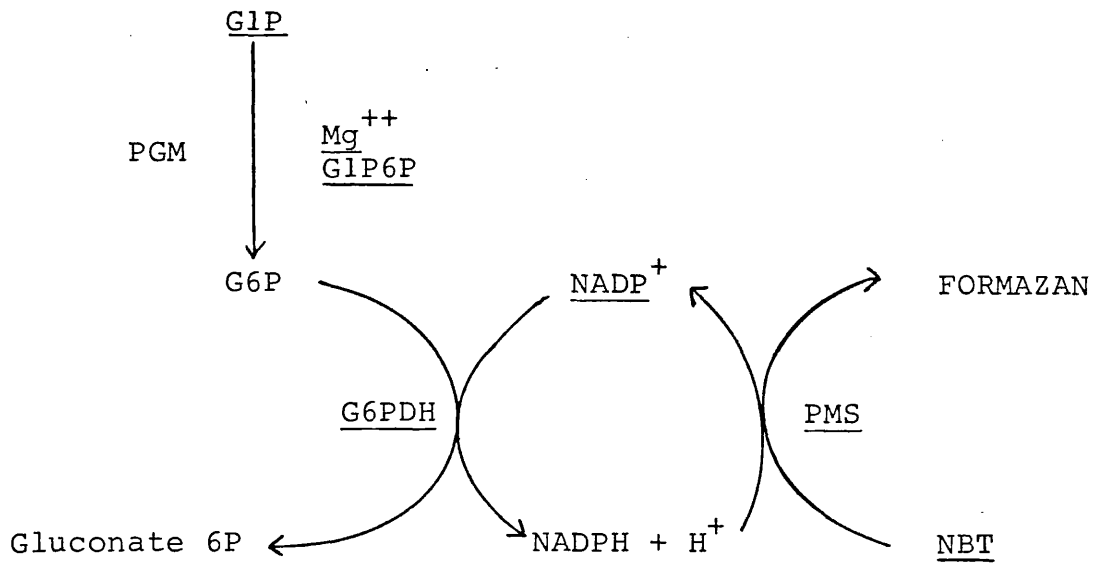 G1P
PGM
Mg++
G1P6P
G6P
NADP+
FORMAZAN
G6PDH
PMS
Gluconate 6P
NADPH + H+
NBT